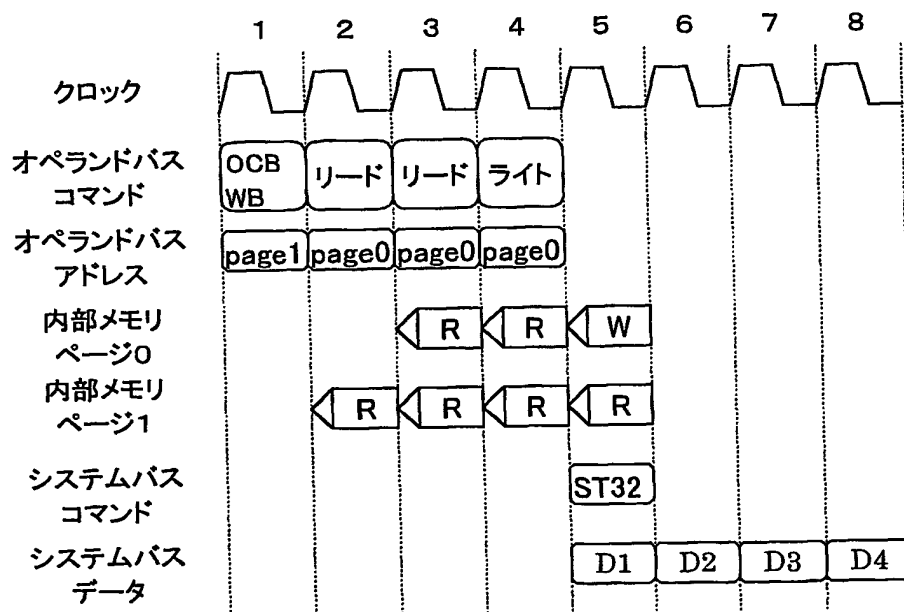 1 2 3 4 5 6 7 8
クロック
オペランドバス
コマンド
OCB
WB
リード
リード
ライト
オペランドバス
アドレス
page1
page0
page0
page0
内部メモリ
ページ0
R
R
W
内部メモリ
ページ1
R
R
R
R
システムバス
コマンド
ST32
システムバス
データ
D1
D2
D3
D4